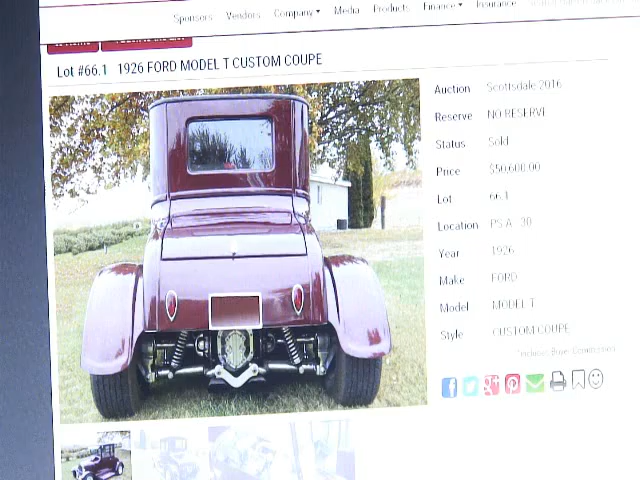 Sponsors Vendors Company Media Products Finance Insurance
Lot #66.1 1926 FORD MODEL T CUSTOM COUPE
Auction Scottsdale 2016
Reserve NO RESERVE
Status Sold
Price $50,600.00
Lot 66.1
Location
Year 1926
Make FORD
Model MODEL T
Style CUSTOM COUPE
*Includes Buyer Commission